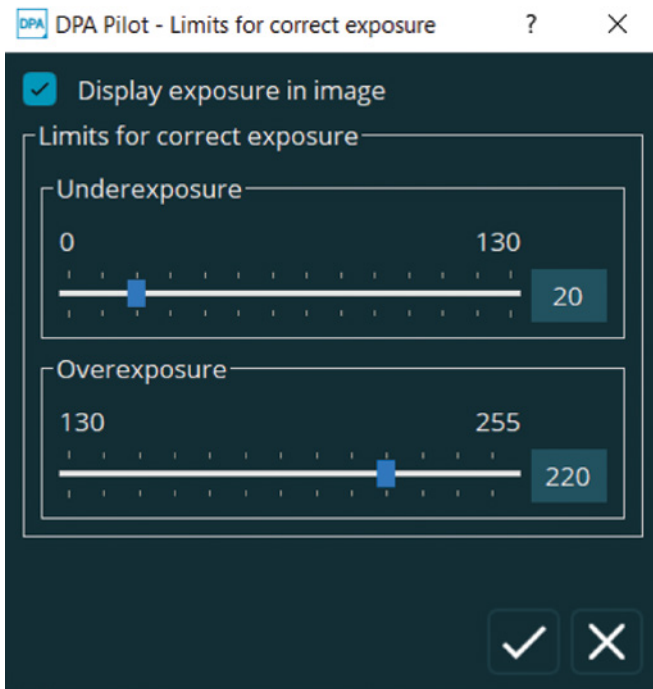 DPA DPA Pilot - Limits for correct exposure ?
Display exposure in image
Limits for correct exposure
Underexposure
0 130
20
Overexposure
130 255
220